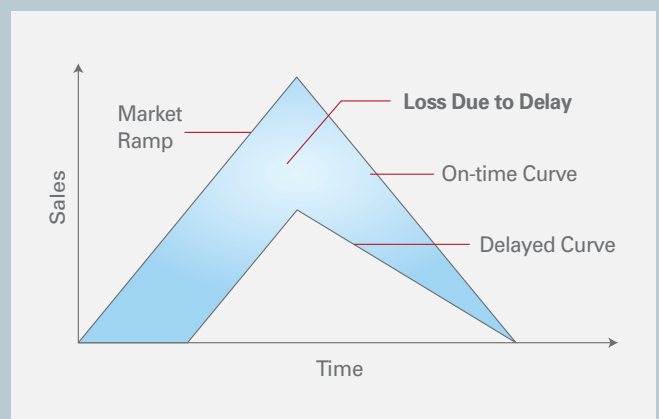 Market
Ramp
Loss Due to Delay
On-time Curve
Delayed Curve
Sales
Time